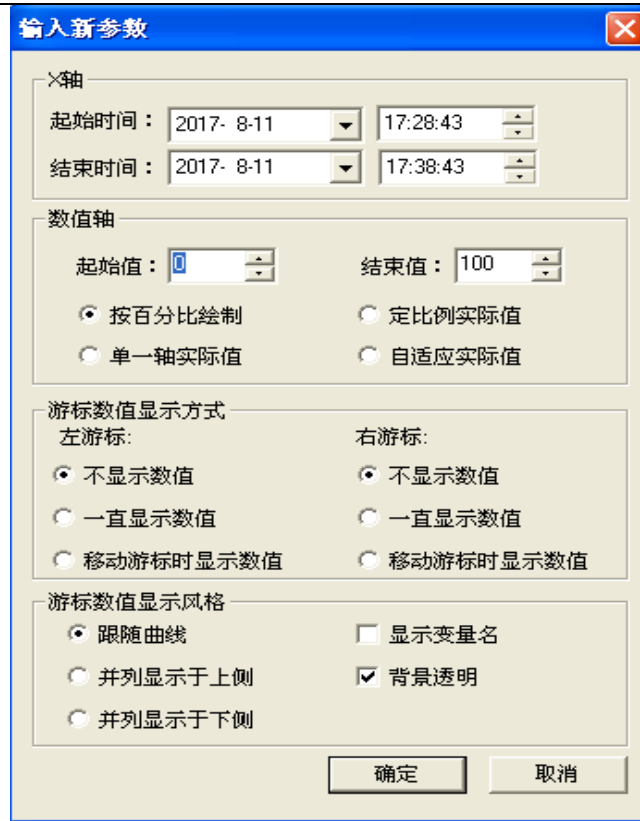 输入新参数
X轴
起始时间： 2017- 8-11 17:28:43
结束时间： 2017- 8-11 17:38:43
数值轴
起始值： 0 结束值： 100
按百分比绘制 定比例实际值
单一轴实际值 自适应实际值
游标数值显示方式
左游标: 右游标:
不显示数值 不显示数值
一直显示数值 一直显示数值
移动游标时显示数值 移动游标时显示数值
游标数值显示风格
跟随曲线 显示变量名
并列显示于上侧 背景透明
并列显示于下侧
确定 取消